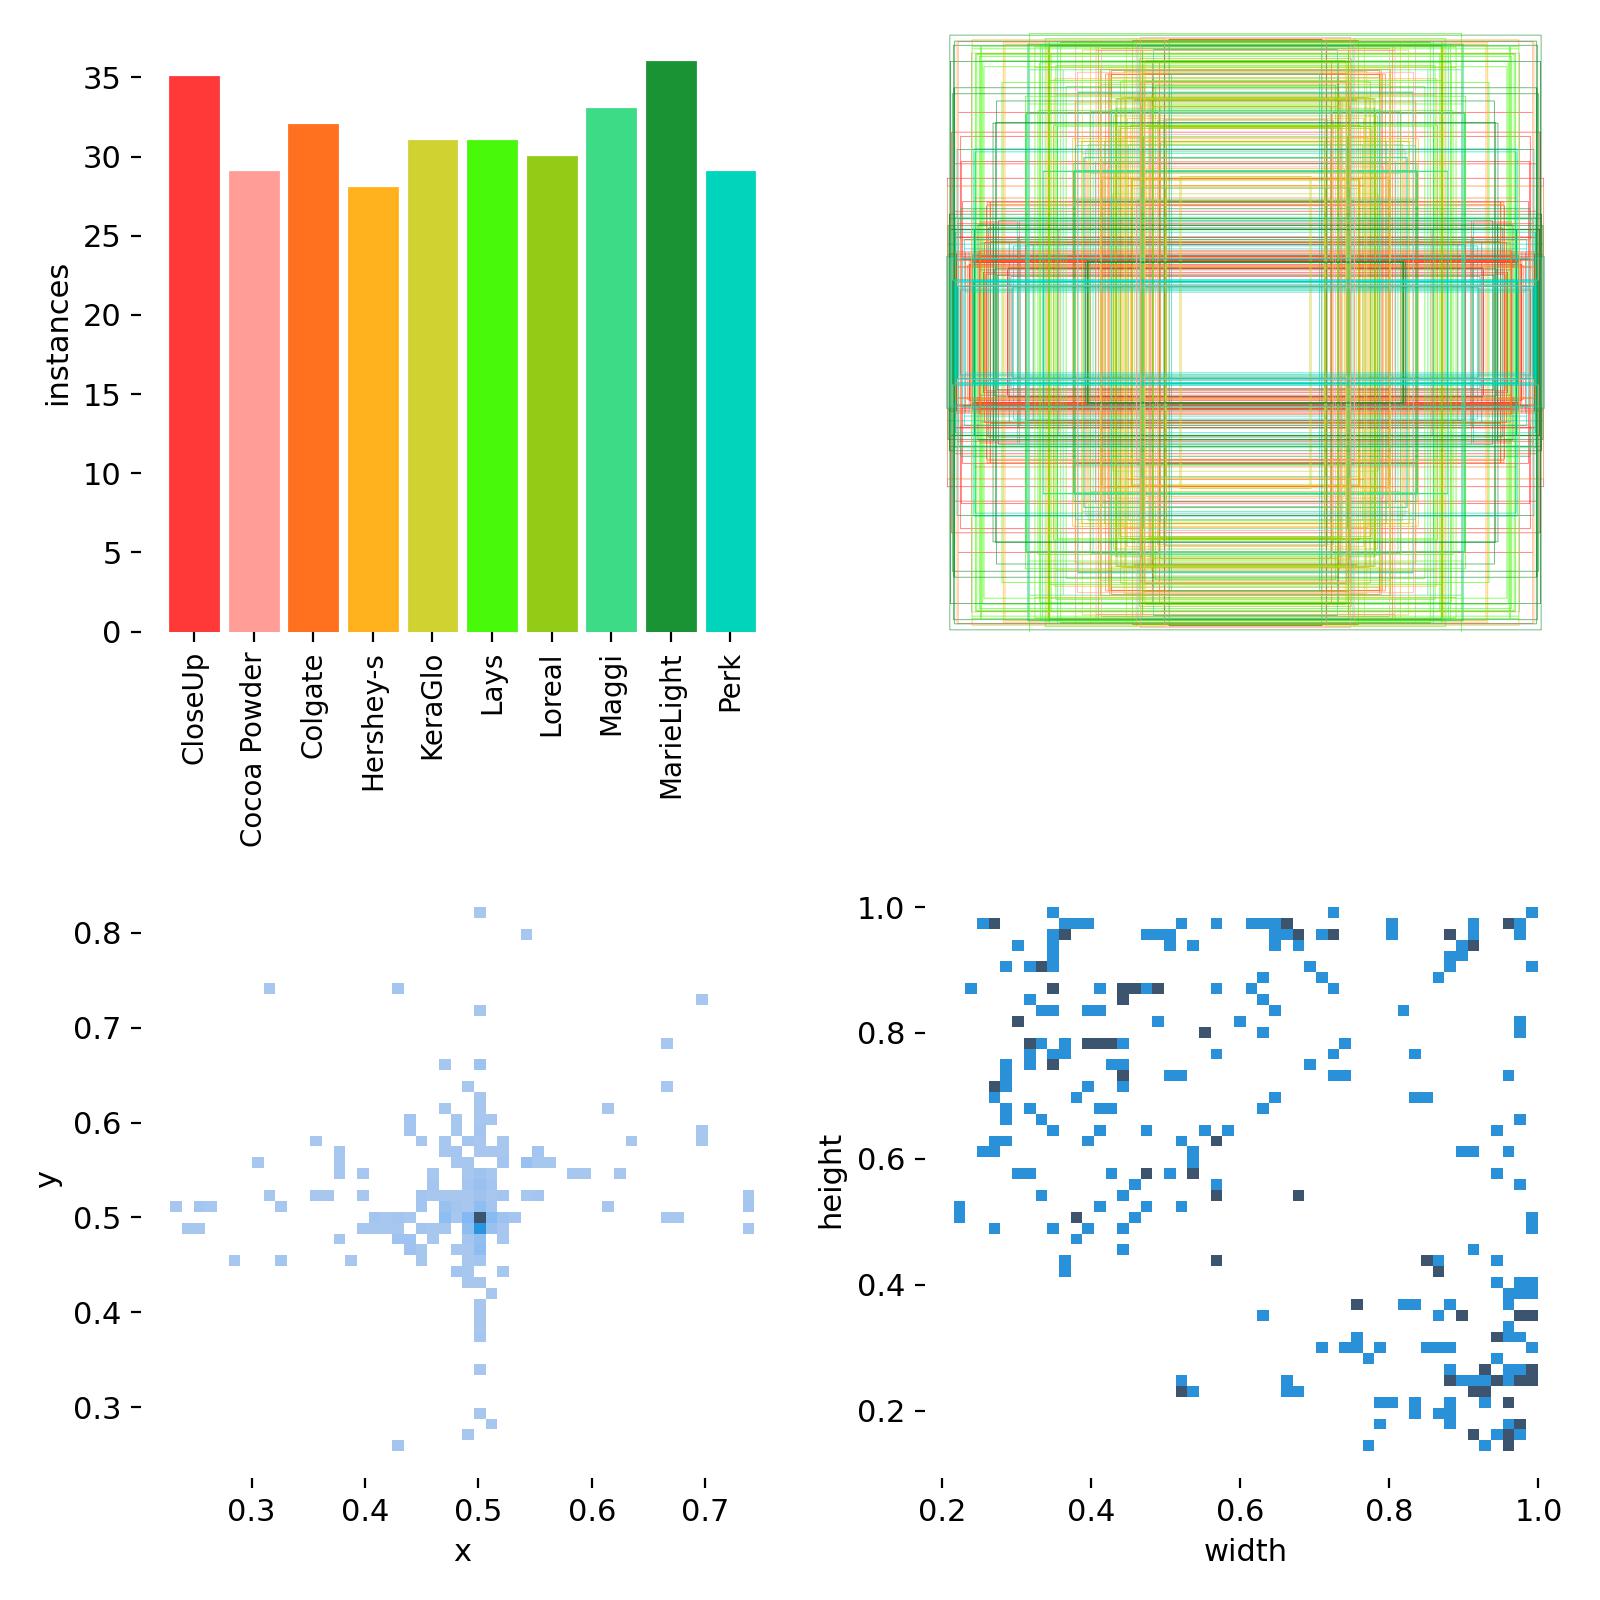 35
30
25
20
15
10
5
0
instances
CloseUp
Cocoa Powder
Colgate
Hershey-s
KeraGlo
Lays
Loreal
Maggi
MarieLight
Perk
0.8
0.7
0.6
0.5
0.4
0.3
y
0.3 0.4 0.5 0.6 0.7
x
1.0
0.8
0.6
0.4
0.2
height
0.2 0.4 0.6 0.8 1.0
width